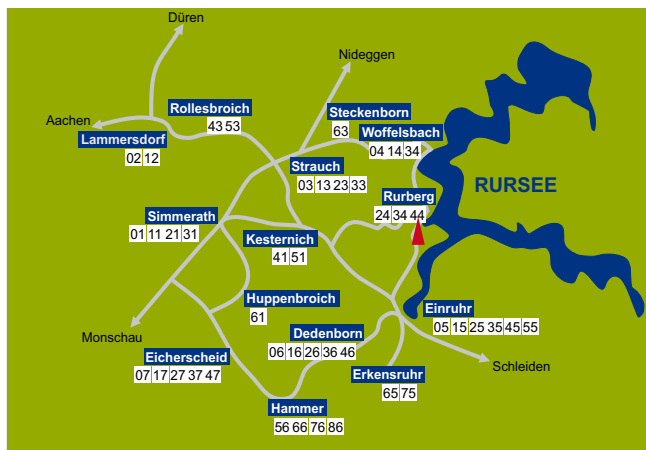 Düren
Nideggen
Aachen
Rollesbroich
43 53
Lammersdorf
02 12
Steckenborn
63
Woffelsbach
04 14 34
Strauch
03 13 23 33
RURSEE
Rurberg
24 34 44
Simmerath
01 11 21 31
Kesternich
41 51
Huppenbroich
61
Einruhr
05 15 25 35 45 55
Monschau
Dedenborn
06 16 26 36 46
Eicherscheid
07 17 27 37 47
Schleiden
Erkensruhr
65 75
Hammer
56 66 76 86